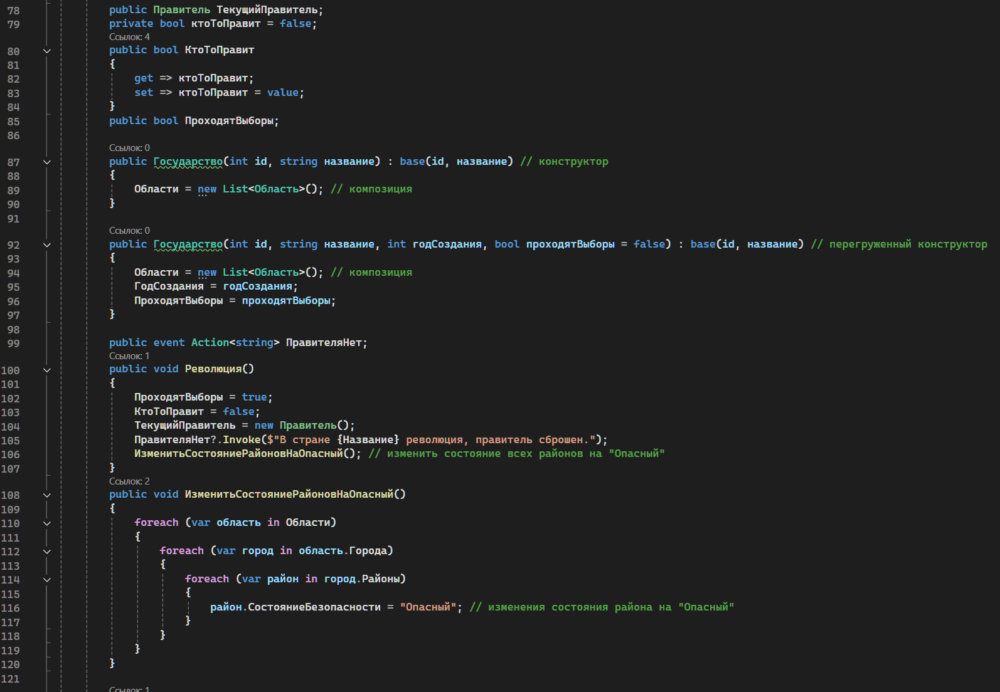 78 public Правитель ТекущийПравитель;
79 private bool ктоТоПравит = false;
Ссылок: 4
80 public bool КтоТоПравит
81 {
82 get => ктоТоПравит;
83 set => ктоТоПравит = value;
84 }
85 public bool ПроходятВыборы;
86
Ссылок: 0
87 public Государство(int id, string название) : base(id, название) // конструктор
88 {
89 Области = new List<Область>(); // композиция
90 }
91
Ссылок: 0
92 public Государство(int id, string название, int годСоздания, bool проходятВыборы = false) : base(id, название) // перегруженный конструктор
93 {
94 Области = new List<Область>(); // композиция
95 ГодСоздания = годСоздания;
96 ПроходятВыборы = проходятВыборы;
97 }
98
99 public event Action<string> ПравителяНет;
Ссылок: 1
100 public void Революция()
101 {
102 ПроходятВыборы = true;
103 КтоТоПравит = false;
104 ТекущийПравитель = new Правитель();
105 ПравителяНет?.Invoke($"В стране {Название} революция, правитель сброшен.");
106 ИзменитьСостояниеРайоновНаОпасный(); // изменить состояние всех районов на "Опасный"
107 }
Ссылок: 2
108 public void ИзменитьСостояниеРайоновНаОпасный()
109 {
110 foreach (var область in Области)
111 {
112 foreach (var город in область.Города)
113 {
114 foreach (var район in город.Районы)
115 {
116 район.СостояниеБезопасности = "Опасный"; // изменения состояния района на "Опасный"
117 }
118 }
119 }
120 }
121
Ссылок: 1